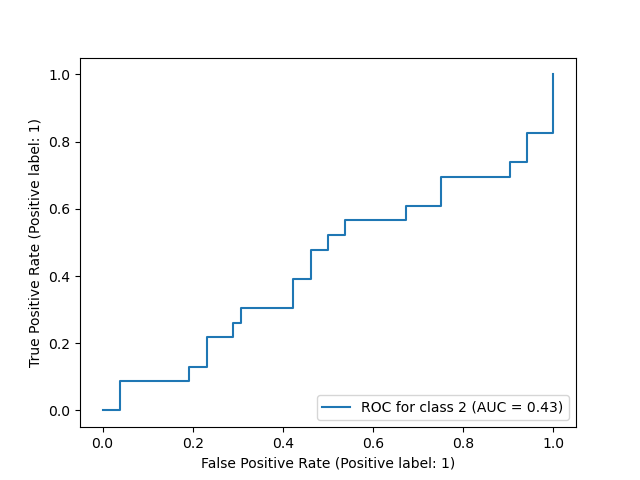 1.0
0.8
0.6
0.4
0.2
0.0
True Positive Rate (Positive label: 1)
ROC for class 2 (AUC = 0.43)
0.0 0.2 0.4 0.6 0.8 1.0
False Positive Rate (Positive label: 1)